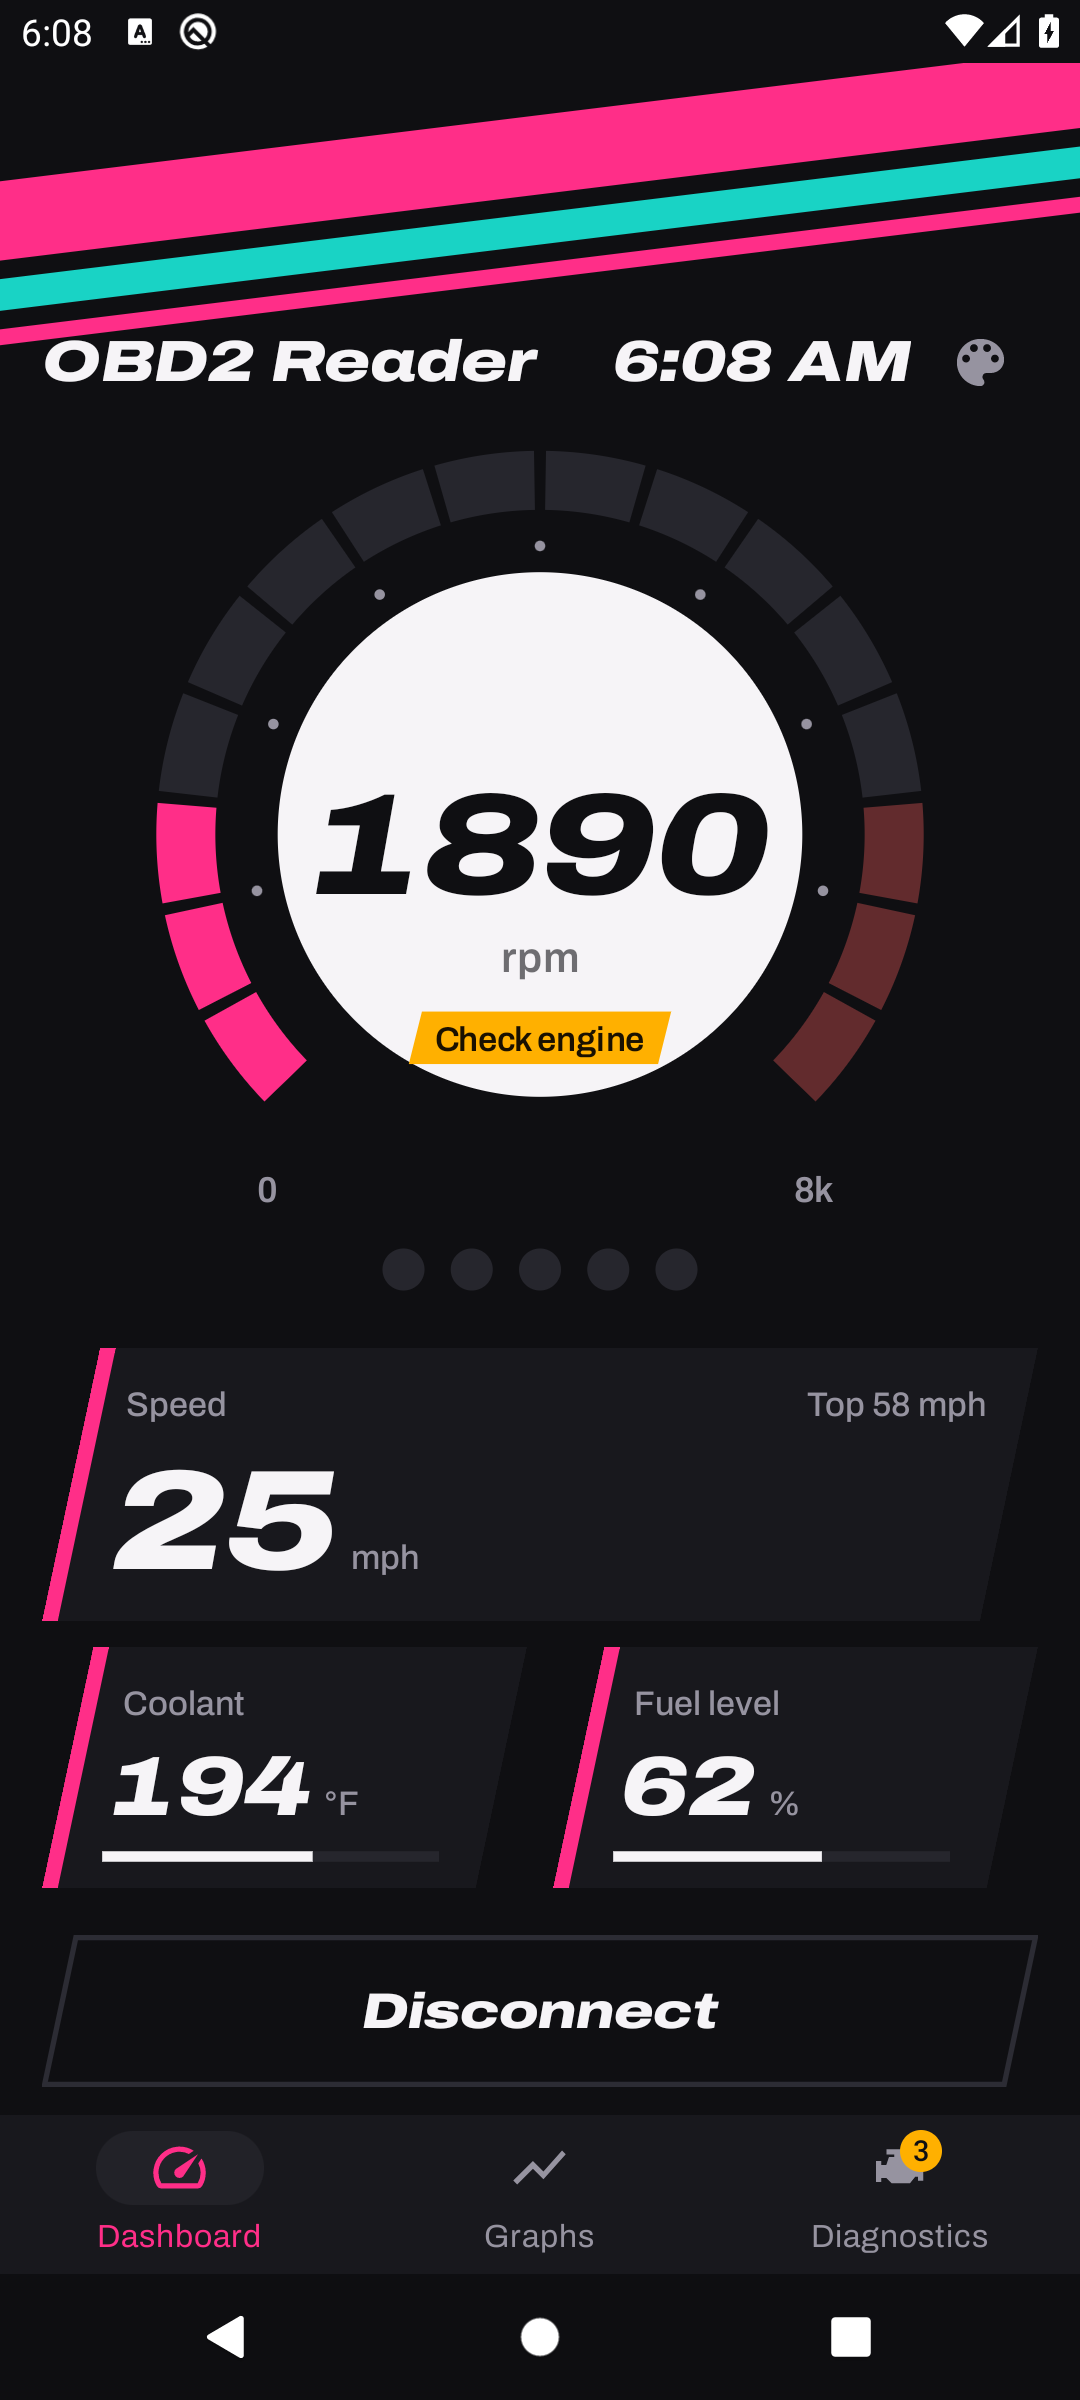 6:08
OBD2 Reader 6:08 AM
1890
rpm
Check engine
0 8k
Speed Top 58 mph
25 mph
Coolant Fuel level
194 °F 62 %
Disconnect
3
Dashboard Graphs Diagnostics